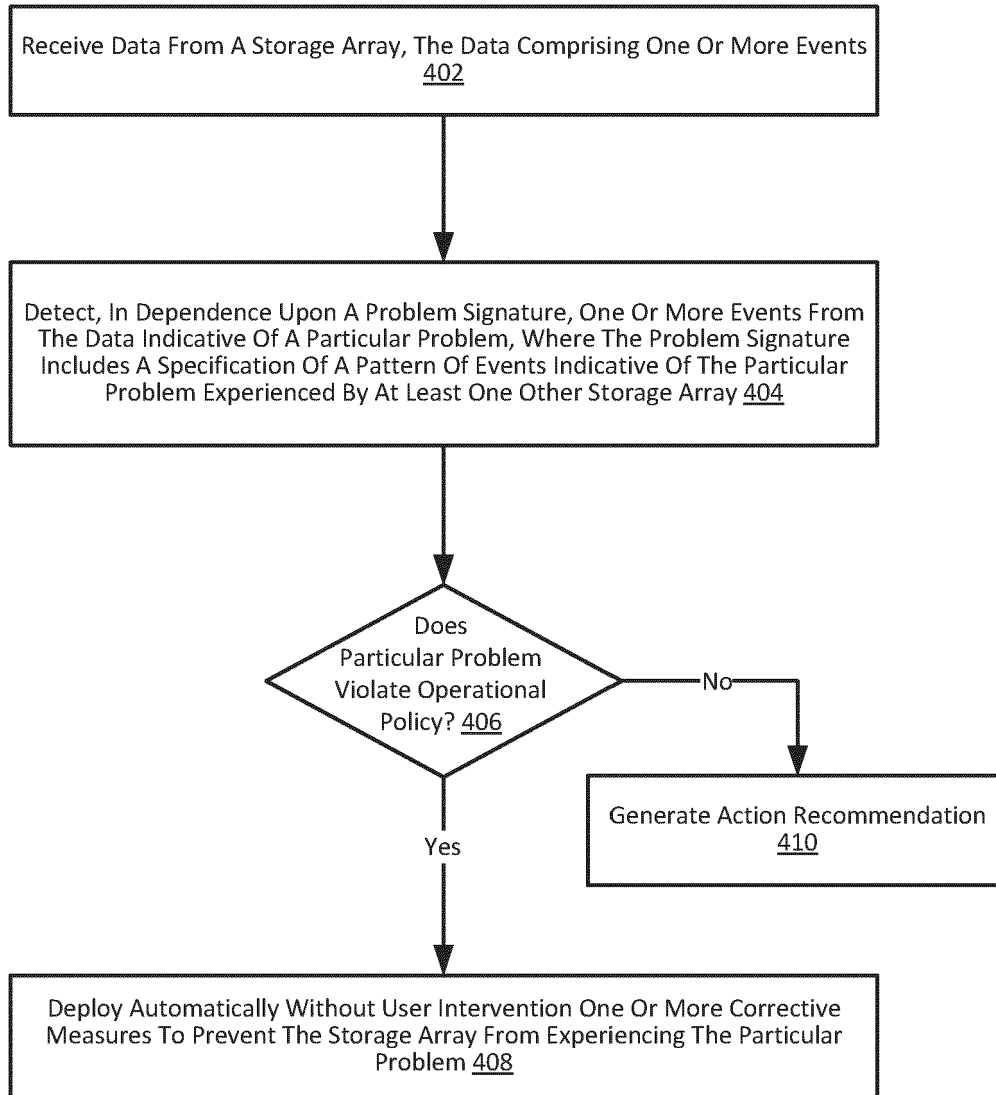 Receive Data From A Storage Array, The Data Comprising One Or More Events
402
Detect, In Dependence Upon A Problem Signature, One Or More Events From
The Data Indicative Of A Particular Problem, Where The Problem Signature
Includes A Specification Of A Pattern Of Events Indicative Of The Particular
Problem Experienced By At Least One Other Storage Array 404
Does
Particular Problem
Violate Operational
Policy? 406
No
Generate Action Recommendation
410
Yes
Deploy Automatically Without User Intervention One Or More Corrective
Measures To Prevent The Storage Array From Experiencing The Particular
Problem 408